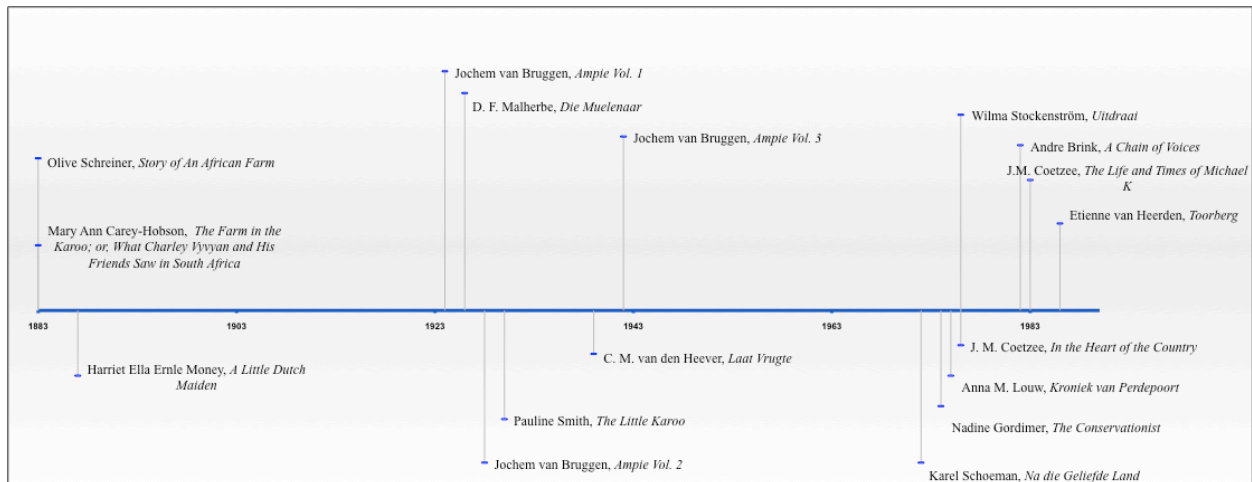 Jochem van Bruggen, Ampie Vol. 1
D. F. Malherbe, Die Muelenaar
Wilma Stockenström, Uitdraai
Jochem van Bruggen, Ampie Vol. 3
Andre Brink, A Chain of Voices
Olive Schreiner, Story of An African Farm
J.M. Coetzee, The Life and Times of Michael
K
Etienne van Heerden, Toorberg
Mary Ann Carey-Hobson, The Farm in the
Karoo; or, What Charley Vyvyan and His
Friends Saw in South Africa
1883 1903 1923 1943 1963 1983
J. M. Coetzee, In the Heart of the Country
C. M. van den Heever, Laat Vrugte
Harriet Ella Ernle Money, A Little Dutch
Maiden
Anna M. Louw, Kroniek van Perdepoort
Pauline Smith, The Little Karoo
Nadine Gordimer, The Conservationist
Jochem van Bruggen, Ampie Vol. 2
Karel Schoeman, Na die Geliefde Land